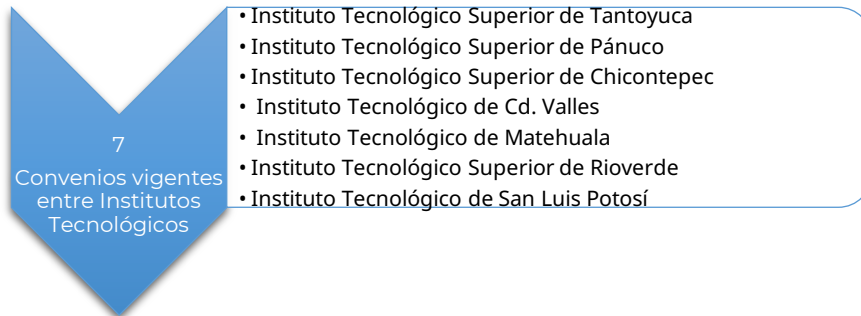 7
Convenios vigentes
entre Institutos
Tecnológicos
• Instituto Tecnológico Superior de Tantoyuca
• Instituto Tecnológico Superior de Pánuco
• Instituto Tecnológico Superior de Chicontepec
• Instituto Tecnológico de Cd. Valles
• Instituto Tecnológico de Matehuala
• Instituto Tecnológico Superior de Rioverde
• Instituto Tecnológico de San Luis Potosí